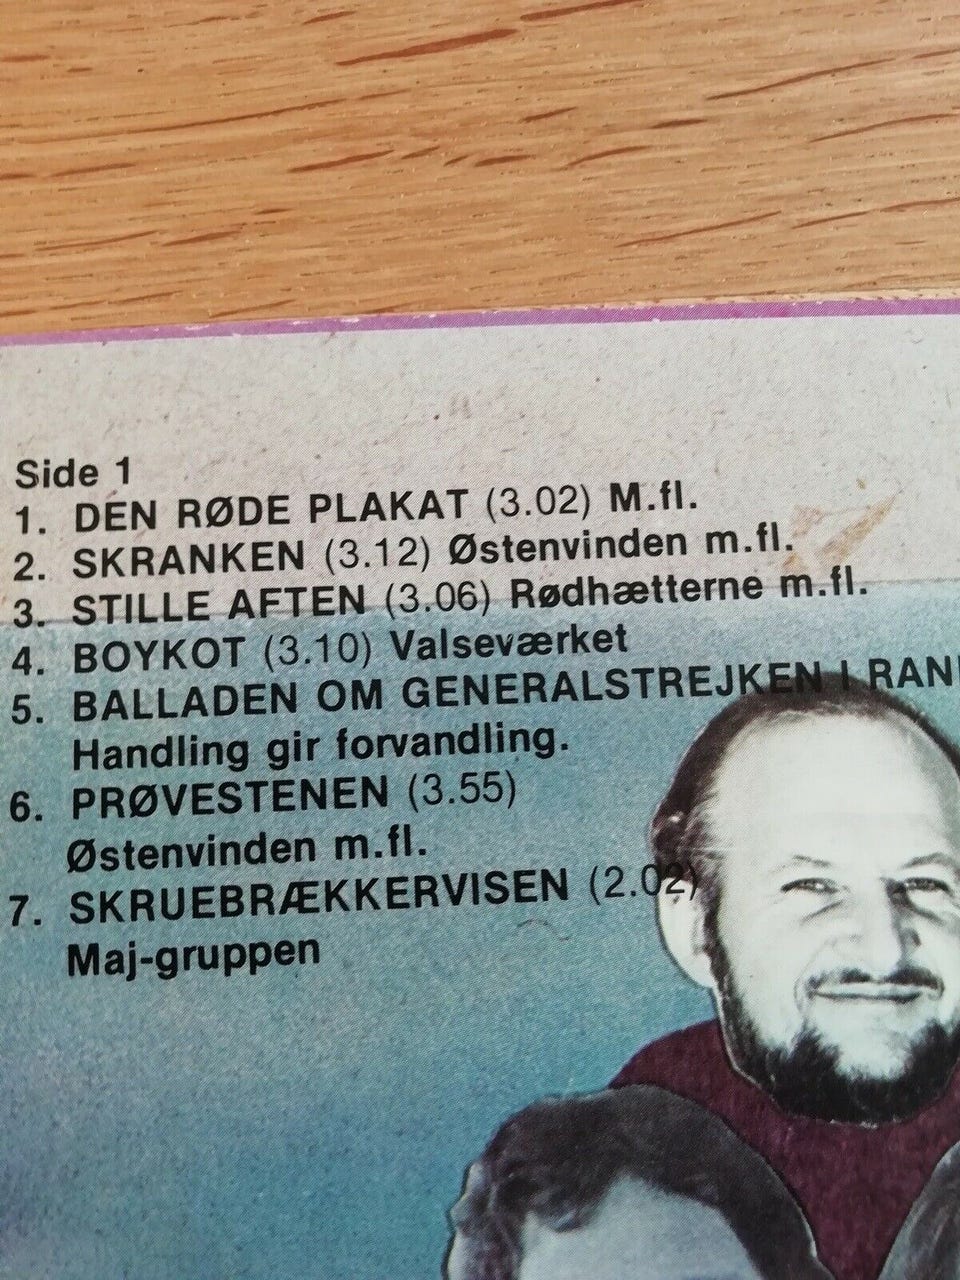 Side 1
1. DEN RØDE PLAKAT (3.02) M.fl.
2. SKRANKEN (3.12) Østenvinden m.fl.
3. STILLE AFTEN (3.06) Rødhætterne m.fl.
4. BOYKOT (3.10) Valseværket
5. BALLADEN OM GENERALSTREJKEN I
Handling gir forvandling.
6. PRØVESTENEN (3.55)
Østenvinden m.fl.
7. SKRUEBRÆKKERVISEN (2.02)
Maj-gruppen